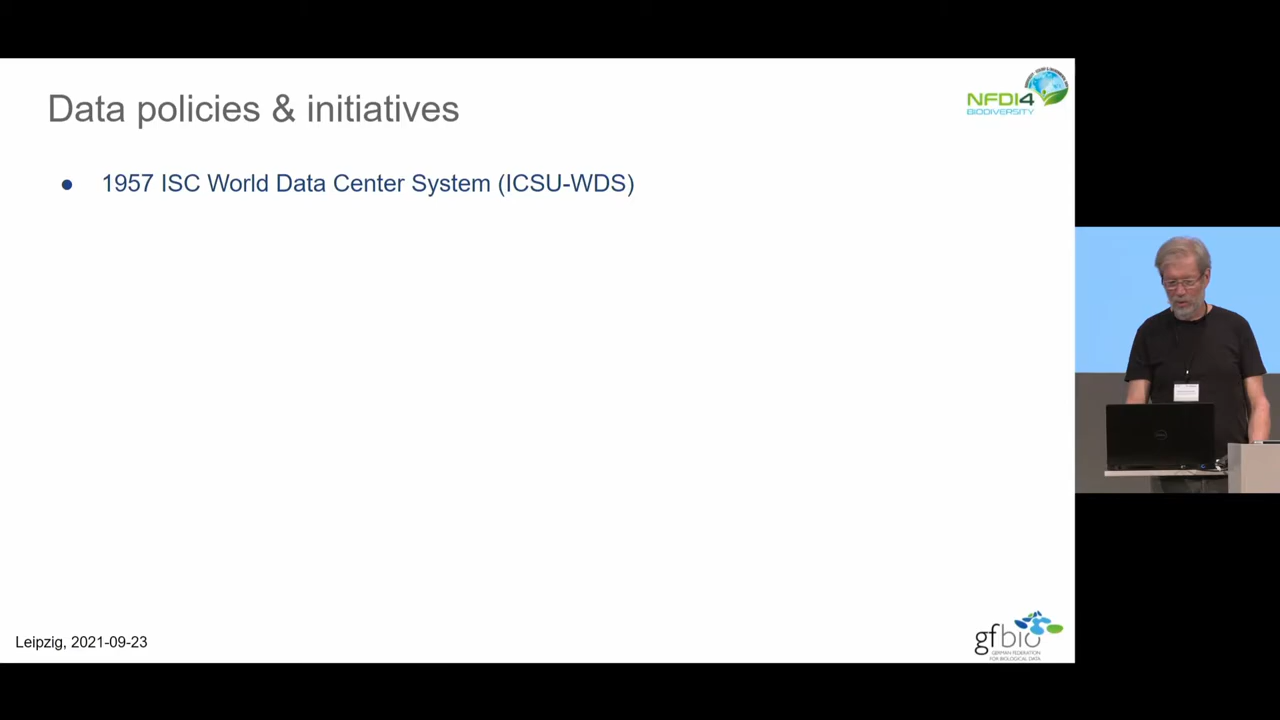 Data policies & initiatives
NFDI4
BIODIVERSITY
● 1957 ISC World Data Center System (ICSU-WDS)
Leipzig, 2021-09-23
gfbio
GERMAN FEDERATION
FOR BIOLOGICAL DATA